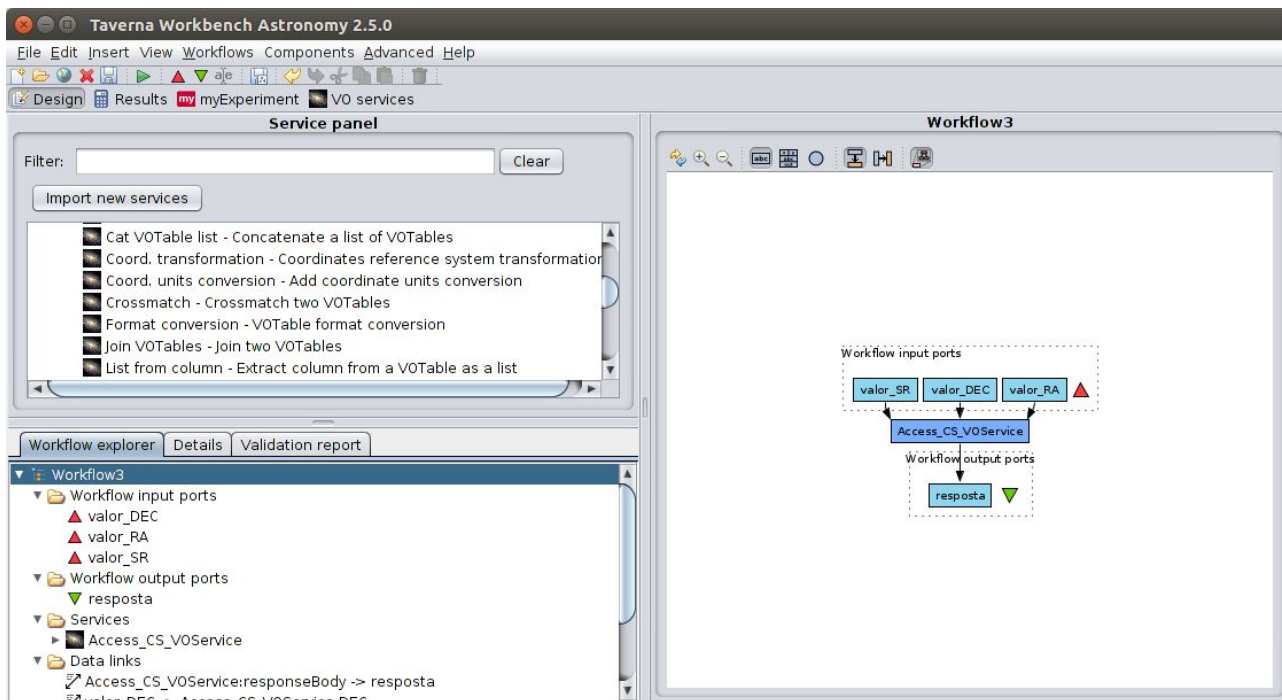 Taverna Workbench Astronomy 2.5.0
File Edit Insert View Workflows Components Advanced Help
Design Results my myExperiment VO services
Service panel
Filter: Clear
Import new services
Cat VOTable list - Concatenate a list of VOTables
Coord. transformation - Coordinates reference system transformation
Coord. units conversion - Add coordinate units conversion
Crossmatch - Crossmatch two VOTables
Format conversion - VOTable format conversion
Join VOTables - Join two VOTables
List from column - Extract column from a VOTable as a list
Workflow explorer Details Validation report
Workflow3
Workflow input ports
valor_DEC
valor_RA
valor_SR
Workflow output ports
resposta
Services
Access_CS_VOService
Data links
Access_CS_VOService:responseBody -> resposta
valor_DEC -> Access_CS_VOService:DEC
Workflow3
Workflow input ports
valor_SR valor_DEC valor_RA
Access_CS_VOService
Workflow output ports
resposta